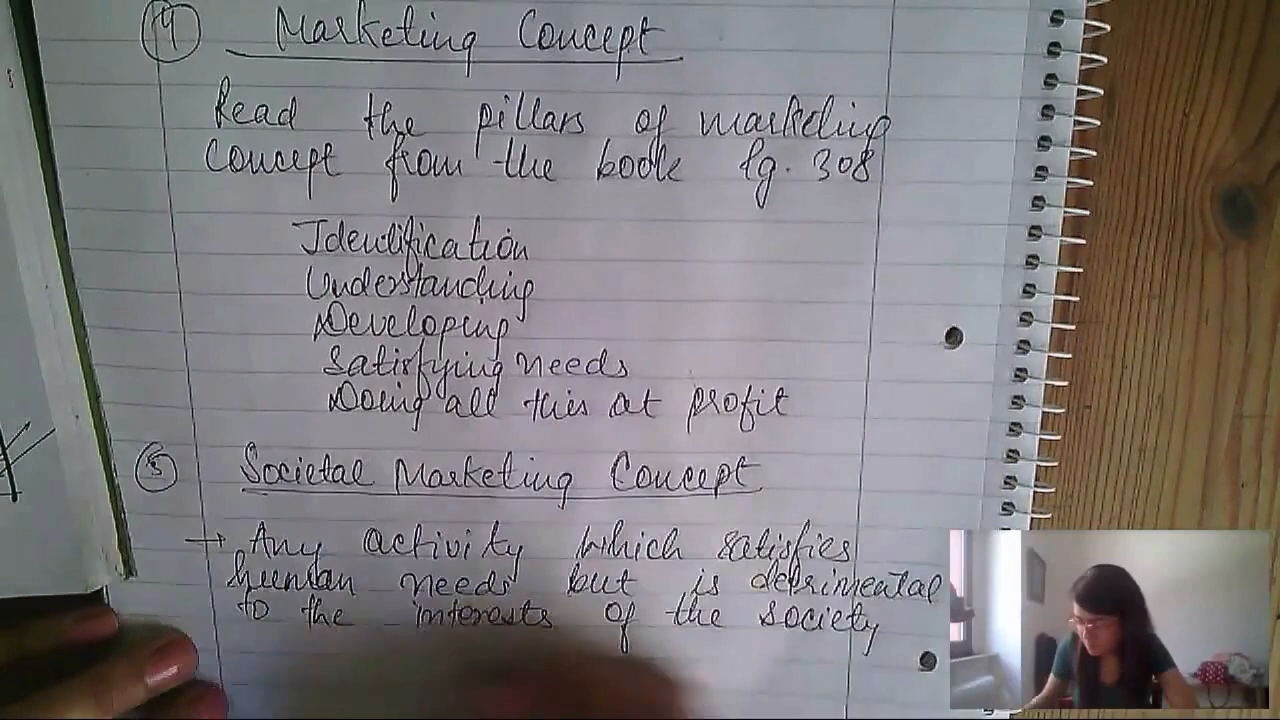 4 Marketing Concept
Read the pillars of marketing
concept from the book Pg. 308
Identification
Understanding
Developing
Satisfying needs
Doing all this at profit
5 Societal Marketing Concept
→ Any activity which satisfies
human needs but is detrimental
to the interests of the society